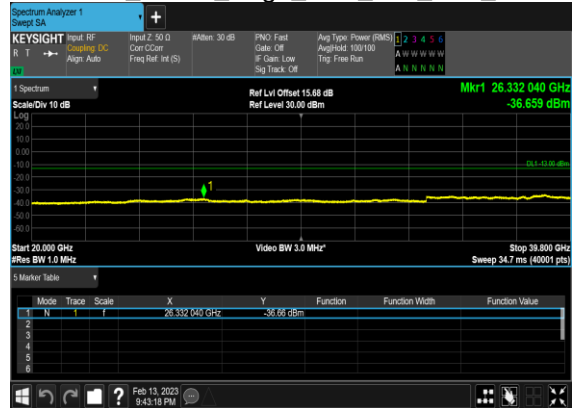 Spectrum Analyzer 1
Swept SA
+
KEYSIGHT Input: RF Input Z: 50 Ω #Atten: 30 dB PNO: Fast Avg Type: Power (RMS) 1 2 3 4 5 6
R T Coupling: DC Corr CCorr Gate: Off Avg|Hold: 100/100 A W W W W W
Align: Auto Freq Ref: Int (S) IF Gain: Low Trig: Free Run
LXI Sig Track: Off A N N N N N
1 Spectrum Ref Lvl Offset 15.68 dB Mkr1 26.332 040 GHz
Scale/Div 10 dB Ref Level 30.00 dBm -36.659 dBm
Log
20.0
10.0
0.00
-10.0 DL1 -13.00 dBm
-20.0
-30.0 1
-40.0
-50.0
-60.0
Start 20.000 GHz Video BW 3.0 MHz* Stop 39.800 GHz
#Res BW 1.0 MHz Sweep 34.7 ms (40001 pts)
5 Marker Table
Mode Trace Scale X Y Function Function Width Function Value
1 N 1 f 26.332 040 GHz -36.66 dBm
2
3
4
5
6
? Feb 13, 2023
9:43:18 PM